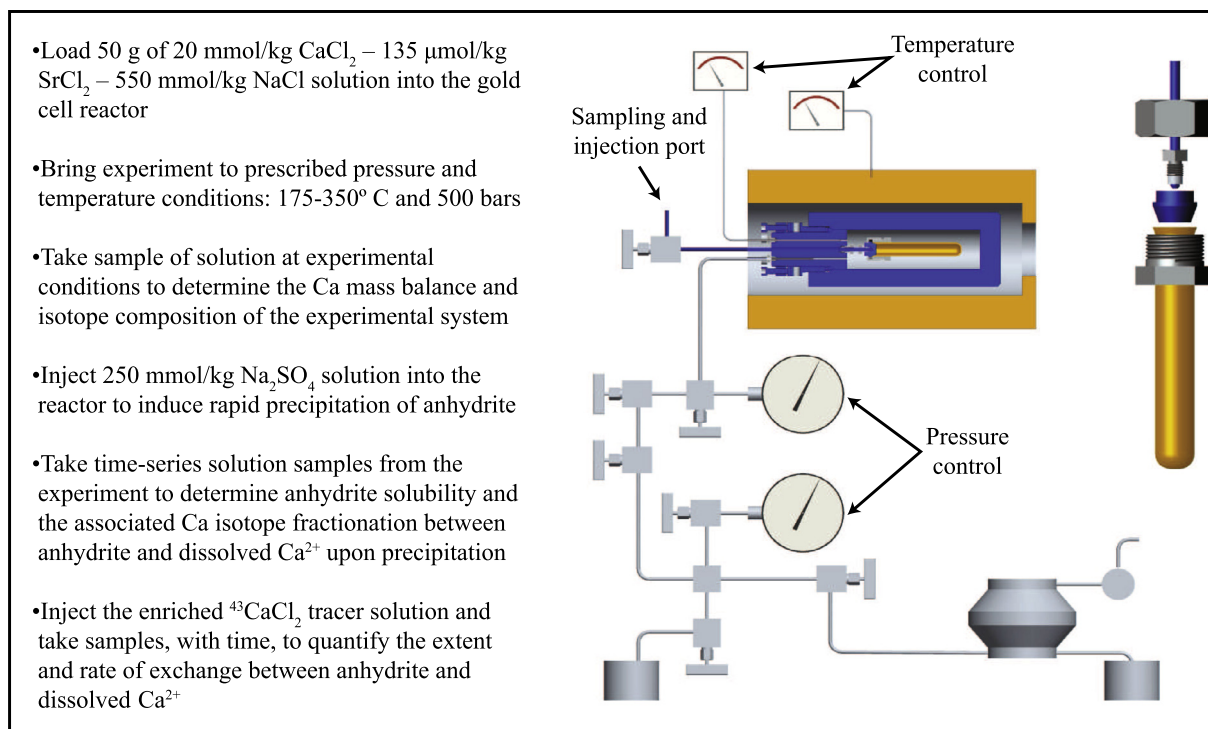 •Load 50 g of 20 mmol/kg CaCl₂ – 135 µmol/kg
SrCl₂ – 550 mmol/kg NaCl solution into the gold
cell reactor
•Bring experiment to prescribed pressure and
temperature conditions: 175-350º C and 500 bars
•Take sample of solution at experimental
conditions to determine the Ca mass balance and
isotope composition of the experimental system
•Inject 250 mmol/kg Na₂SO₄ solution into the
reactor to induce rapid precipitation of anhydrite
•Take time-series solution samples from the
experiment to determine anhydrite solubility and
the associated Ca isotope fractionation between
anhydrite and dissolved Ca²⁺ upon precipitation
•Inject the enriched ⁴³CaCl₂ tracer solution and
take samples, with time, to quantify the extent
and rate of exchange between anhydrite and
dissolved Ca²⁺
Temperature
control
Sampling and
injection port
Pressure
control